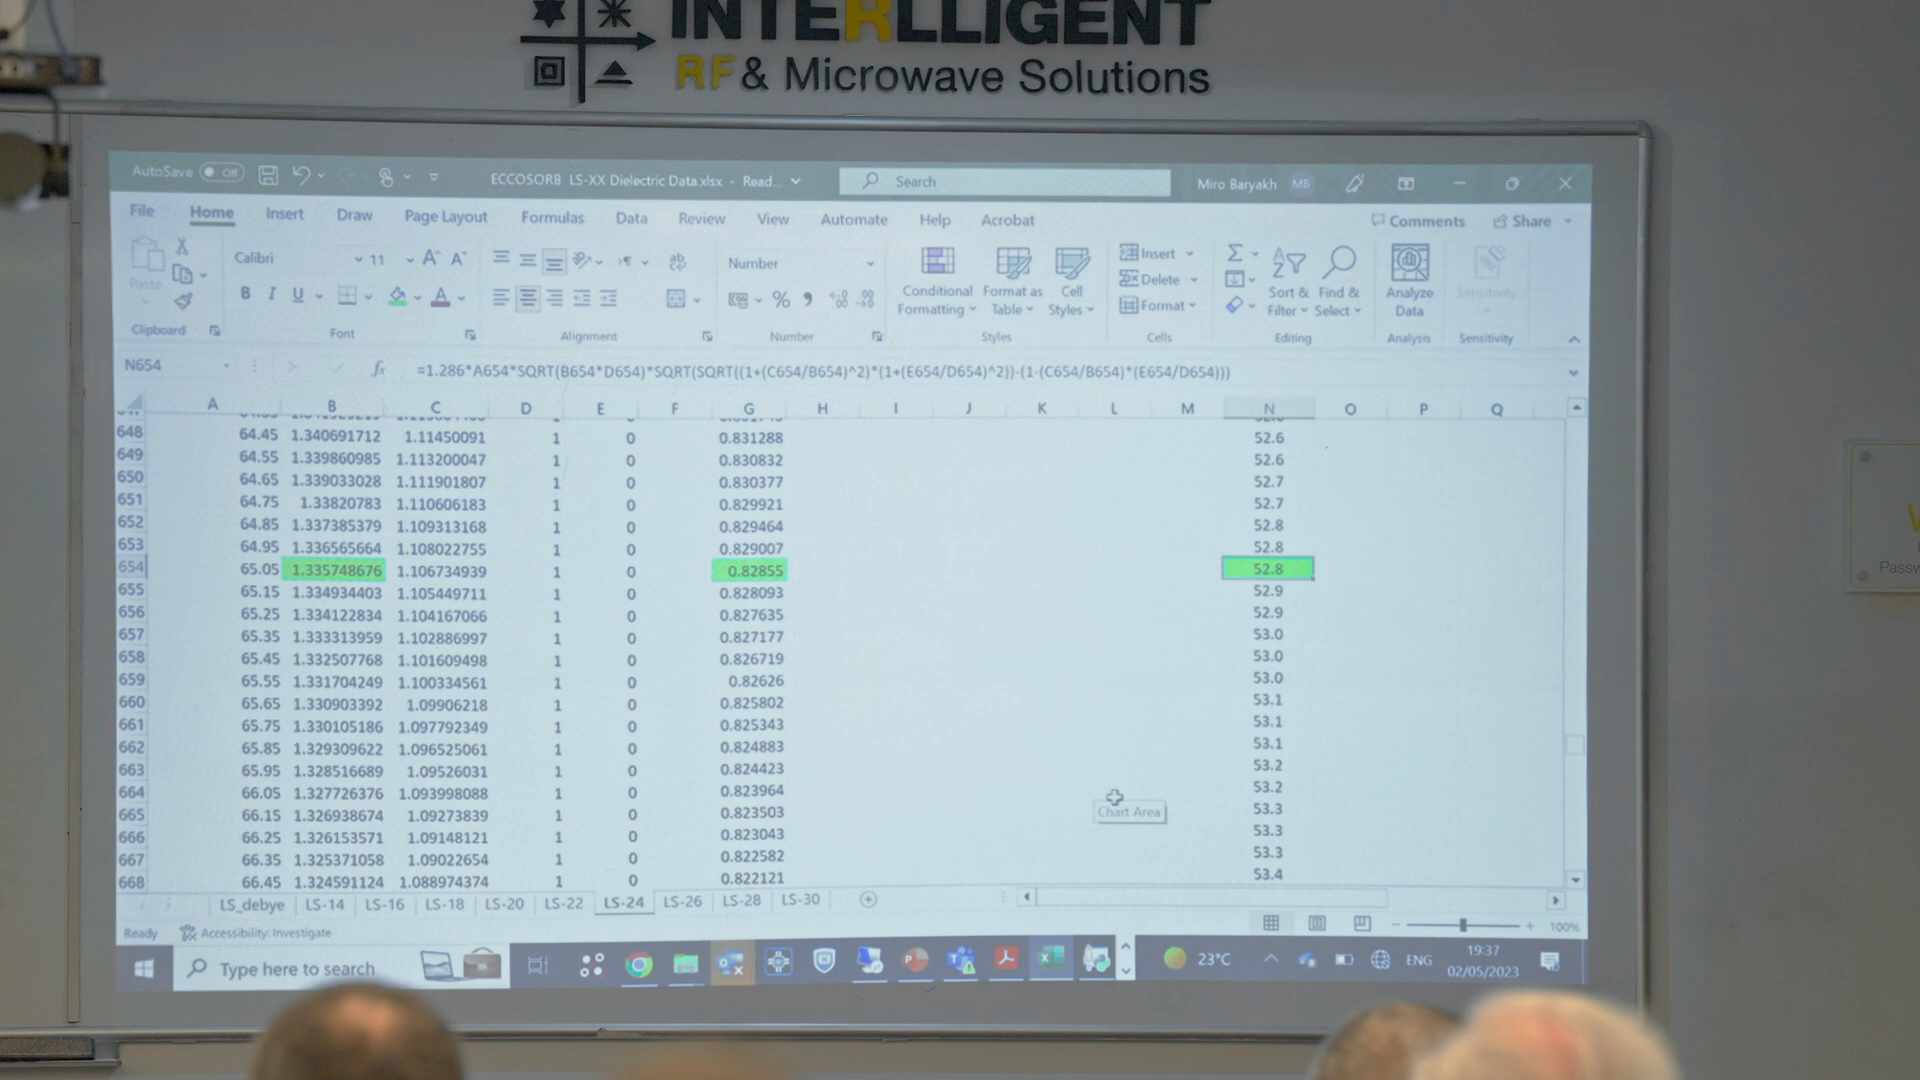 INTERLLIGENT
RF & Microwave Solutions
AutoSave Off ECCOSORB LS-XX Dielectric Data.xlsx - Read... Search Miro Baryakh MB
File Home Insert Draw Page Layout Formulas Data Review View Automate Help Acrobat Comments Share
Calibri 11 Number Insert
Paste B I U Conditional Formatting Format as Table Cell Styles Delete Format Sort & Filter Find & Select Analyze Data Sensitivity
Clipboard Font Alignment Number Styles Cells Editing Analysis Sensitivity
N654 fx =1.286*A654*SQRT(B654*D654)*SQRT(SQRT((1+(C654/B654)^2)*(1+(E654/D654)^2))-(1-(C654/B654)*(E654/D654)))
A B C D E F G H I J K L M N O P Q
648 64.45 1.340691712 1.11450091 1 0 0.831288 52.6
649 64.55 1.339860985 1.113200047 1 0 0.830832 52.6
650 64.65 1.339033028 1.111901807 1 0 0.830377 52.7
651 64.75 1.33820783 1.110606183 1 0 0.829921 52.7
652 64.85 1.337385379 1.109313168 1 0 0.829464 52.8
653 64.95 1.336565664 1.108022755 1 0 0.829007 52.8
654 65.05 1.335748676 1.106734939 1 0 0.82855 52.8
655 65.15 1.334934403 1.105449711 1 0 0.828093 52.9
656 65.25 1.334122834 1.104167066 1 0 0.827635 52.9
657 65.35 1.333313959 1.102886997 1 0 0.827177 53.0
658 65.45 1.332507768 1.101609498 1 0 0.826719 53.0
659 65.55 1.331704249 1.100334561 1 0 0.82626 53.0
660 65.65 1.330903392 1.09906218 1 0 0.825802 53.1
661 65.75 1.330105186 1.097792349 1 0 0.825343 53.1
662 65.85 1.329309622 1.096525061 1 0 0.824883 53.1
663 65.95 1.328516689 1.09526031 1 0 0.824423 53.2
664 66.05 1.327726376 1.093998088 1 0 0.823964 53.2
665 66.15 1.326938674 1.09273839 1 0 0.823503 53.3
666 66.25 1.326153571 1.09148121 1 0 0.823043 53.3
667 66.35 1.325371058 1.09022654 1 0 0.822582 53.3
668 66.45 1.324591124 1.088974374 1 0 0.822121 53.4
Chart Area
LS_debye LS-14 LS-16 LS-18 LS-20 LS-22 LS-24 LS-26 LS-28 LS-30
Ready Accessibility: Investigate 100%
Type here to search 23°C ENG 19:37
02/05/2023
Passw